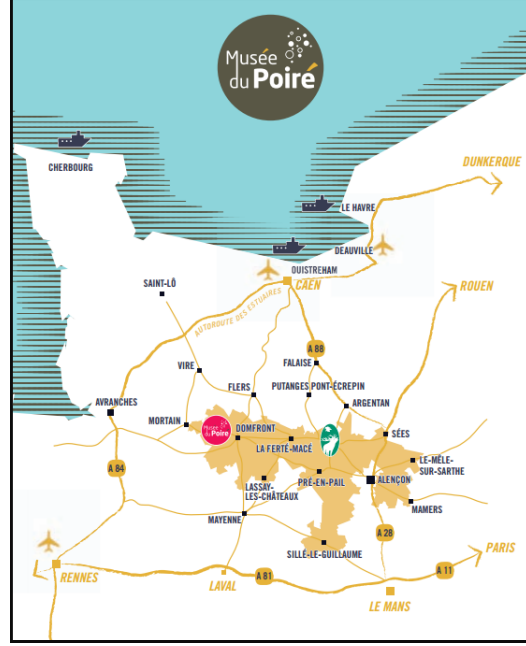 Musée
du Poiré
CHERBOURG
DUNKERQUE
LE HAVRE
DEAUVILLE
OUISTREHAM
CAEN
ROUEN
SAINT-LÔ
AUTOROUTE DES ESTUAIRES
A 88
VIRE
FALAISE
FLERS
PUTANGES PONT-ÉCREPIN
AVRANCHES
ARGENTAN
MORTAIN
Musée
du Poiré
DOMFRONT
SÉES
LA FERTÉ-MACÉ
LE-MÊLE-
SUR-SARTHE
A 84
LASSAY-
LES-CHÂTEAUX
PRÉ-EN-PAIL
ALENÇON
MAMERS
MAYENNE
A 28
SILLÉ-LE-GUILLAUME
PARIS
RENNES
LAVAL
A 81
A 11
LE MANS